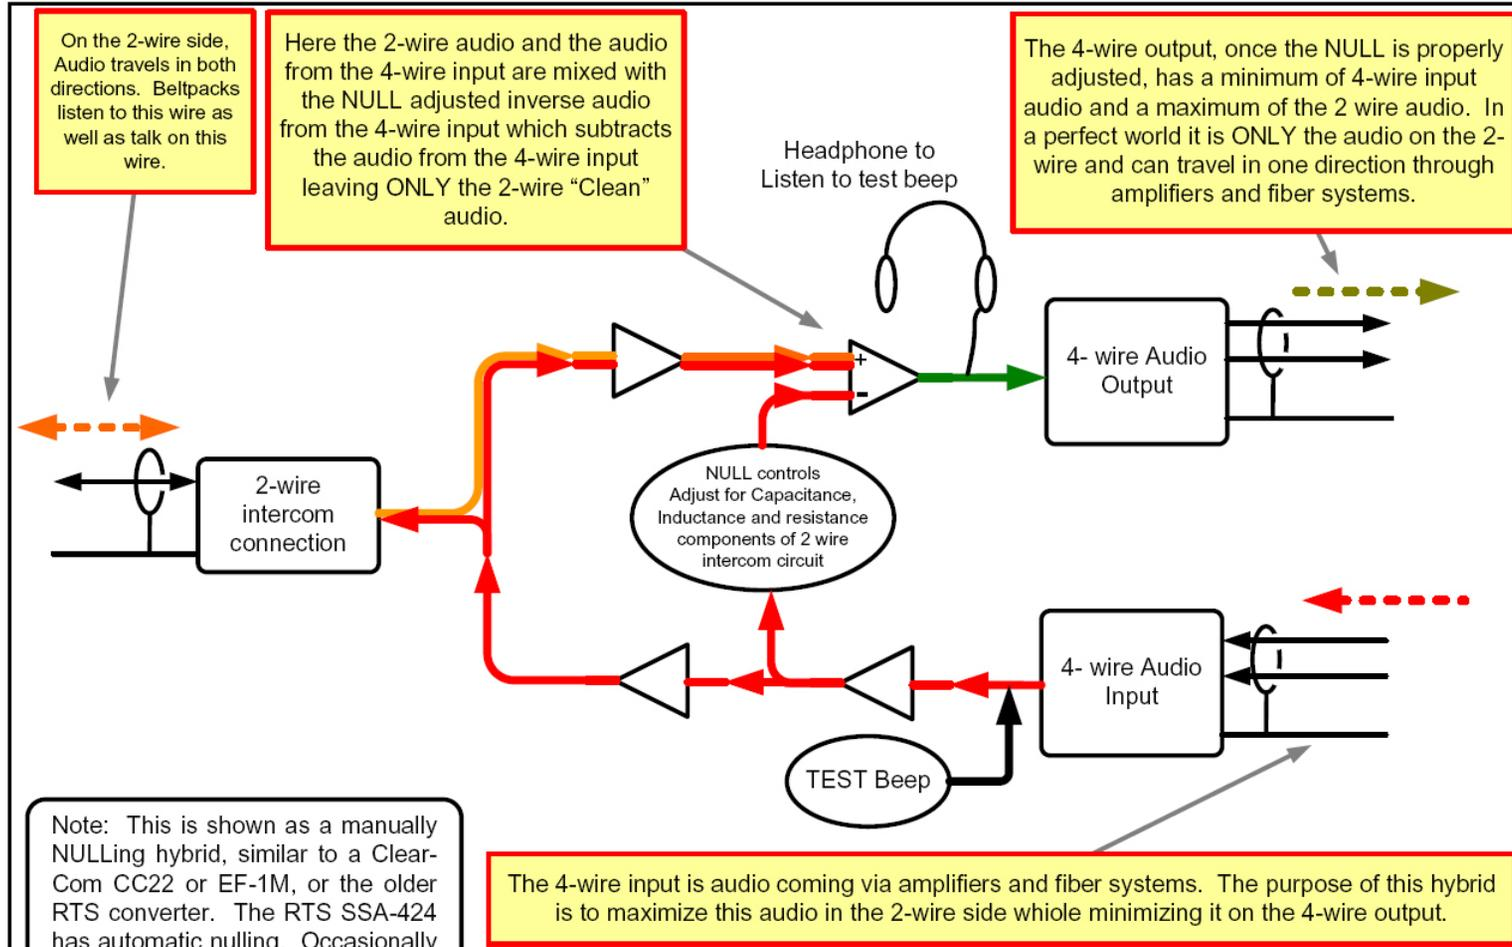 On the 2-wire side,
Audio travels in both
directions. Beltpacks
listen to this wire as
well as talk on this
wire.
Here the 2-wire audio and the audio
from the 4-wire input are mixed with
the NULL adjusted inverse audio
from the 4-wire input which subtracts
the audio from the 4-wire input
leaving ONLY the 2-wire “Clean”
audio.
The 4-wire output, once the NULL is properly
adjusted, has a minimum of 4-wire input
audio and a maximum of the 2 wire audio. In
a perfect world it is ONLY the audio on the 2-
wire and can travel in one direction through
amplifiers and fiber systems.
Headphone to
Listen to test beep
+
-
4- wire Audio
Output
2-wire
intercom
connection
NULL controls
Adjust for Capacitance,
Inductance and resistance
components of 2 wire
intercom circuit
4- wire Audio
Input
TEST Beep
Note: This is shown as a manually
NULLing hybrid, similar to a Clear-
Com CC22 or EF-1M, or the older
RTS converter. The RTS SSA-424
has automatic nulling. Occasionally
The 4-wire input is audio coming via amplifiers and fiber systems. The purpose of this hybrid
is to maximize this audio in the 2-wire side whiole minimizing it on the 4-wire output.